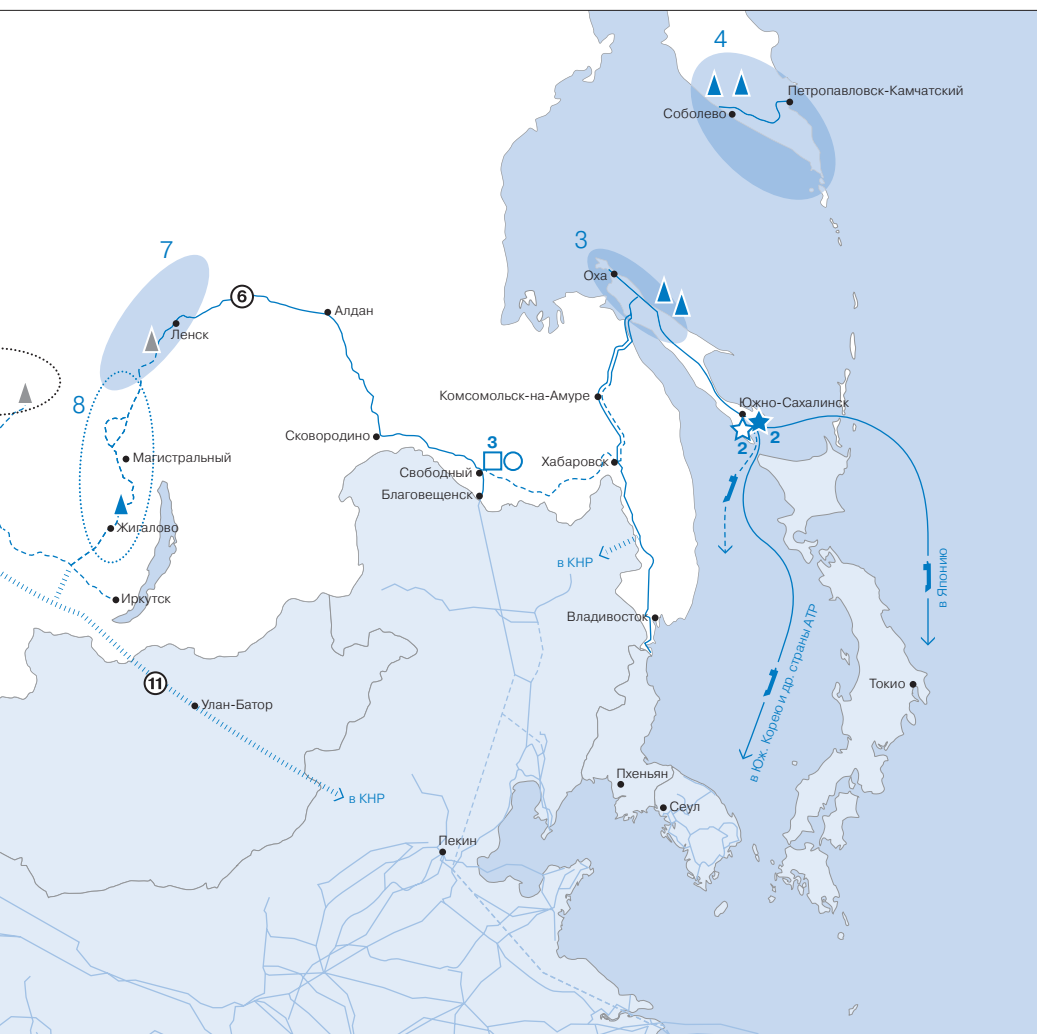 4
Петропавловск-Камчатский
Соболево
3
7
Оха
6
Алдан
Ленск
8
Комсомольск-на-Амуре
Южно-Сахалинск
2
2
Сковородино
3
Магистральный
Хабаровск
Свободный
Благовещенск
Жигалово
в КНР
в Японию
Иркутск
Владивосток
в Юж. Корею и др. страны АТР
11
Токио
Улан-Батор
Пхеньян
в КНР
Сеул
Пекин